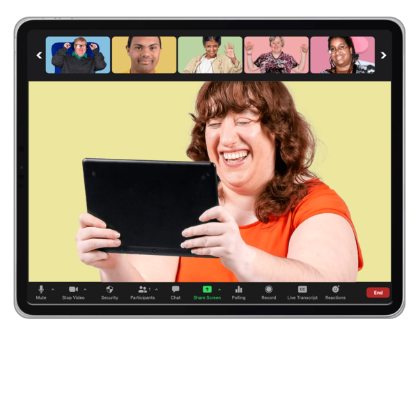 Mute Stop Video Security Participants Chat Share Screen Polling Record Live Transcript Reactions End